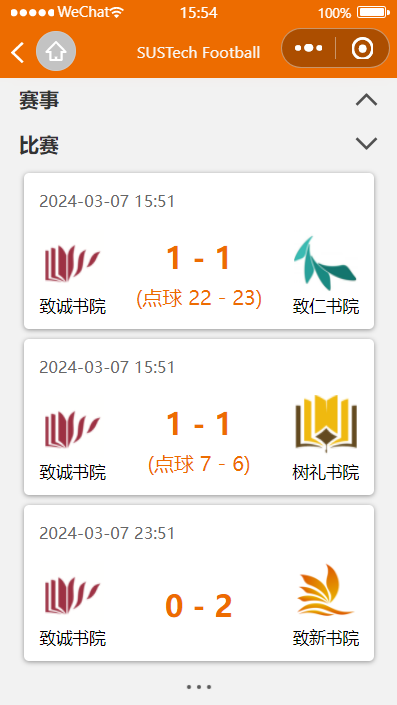 WeChat 15:54 100%
SUSTech Football
赛事
比赛
2024-03-07 15:51
1 - 1
(点球 22 - 23)
致诚书院 致仁书院
2024-03-07 15:51
1 - 1
(点球 7 - 6)
致诚书院 树礼书院
2024-03-07 23:51
0 - 2
致诚书院 致新书院